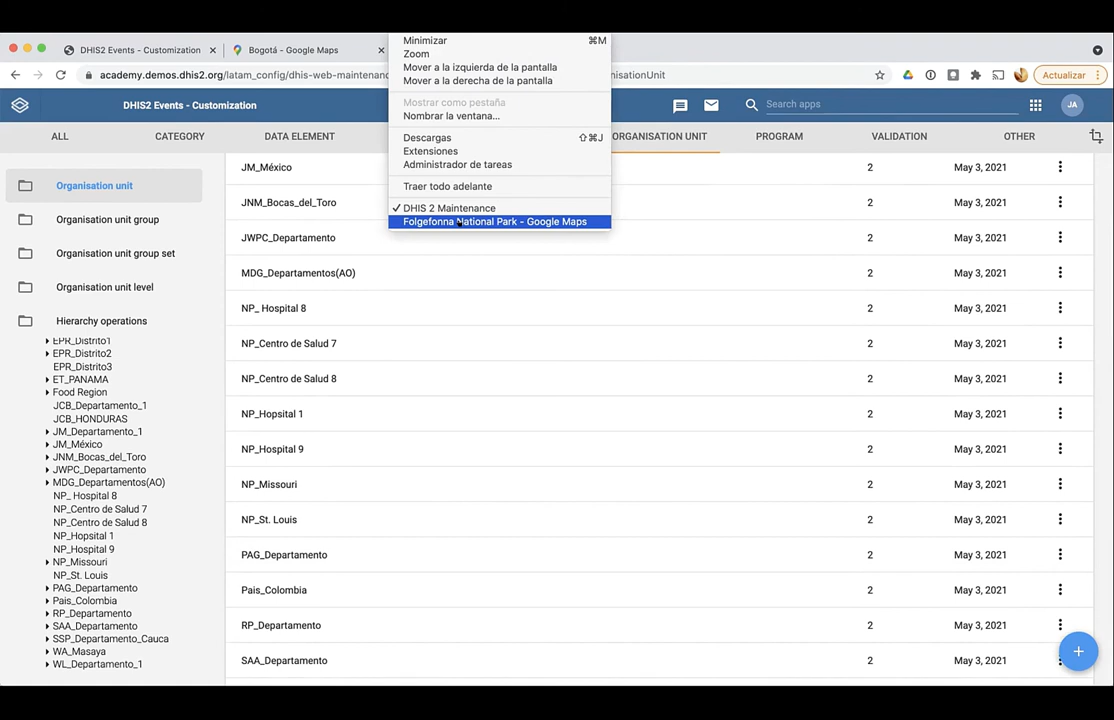 DHIS2 Events - Customization
Bogotá - Google Maps
academy.demos.dhis2.org/latam_config/dhis-web-maintenanc
anisationUnit
Actualizar
DHIS2 Events - Customization
Search apps
JA
ALL
CATEGORY
DATA ELEMENT
ORGANISATION UNIT
PROGRAM
VALIDATION
OTHER
Minimizar ⌘M
Zoom
Mover a la izquierda de la pantalla
Mover a la derecha de la pantalla
Mostrar como pestaña
Nombrar la ventana...
Descargas ⇧⌘J
Extensiones
Administrador de tareas
Traer todo adelante
✓ DHIS 2 Maintenance
Folgefonna National Park - Google Maps
Organisation unit
Organisation unit group
Organisation unit group set
Organisation unit level
Hierarchy operations
EPR_Distrito1
EPR_Distrito2
EPR_Distrito3
ET_PANAMA
Food Region
JCB_Departamento_1
JCB_HONDURAS
JM_Departamento_1
JM_México
JNM_Bocas_del_Toro
JWPC_Departamento
MDG_Departamentos(AO)
NP_ Hospital 8
NP_Centro de Salud 7
NP_Centro de Salud 8
NP_Hopsital 1
NP_Hospital 9
NP_Missouri
NP_St. Louis
PAG_Departamento
Pais_Colombia
RP_Departamento
SAA_Departamento
SSP_Departamento_Cauca
WA_Masaya
WL_Departamento_1
JM_México 2 May 3, 2021
JNM_Bocas_del_Toro 2 May 3, 2021
JWPC_Departamento 2 May 3, 2021
MDG_Departamentos(AO) 2 May 3, 2021
NP_ Hospital 8 2 May 3, 2021
NP_Centro de Salud 7 2 May 3, 2021
NP_Centro de Salud 8 2 May 3, 2021
NP_Hopsital 1 2 May 3, 2021
NP_Hospital 9 2 May 3, 2021
NP_Missouri 2 May 3, 2021
NP_St. Louis 2 May 3, 2021
PAG_Departamento 2 May 3, 2021
Pais_Colombia 2 May 3, 2021
RP_Departamento 2 May 3, 2021
SAA_Departamento 2 May 3, 2021